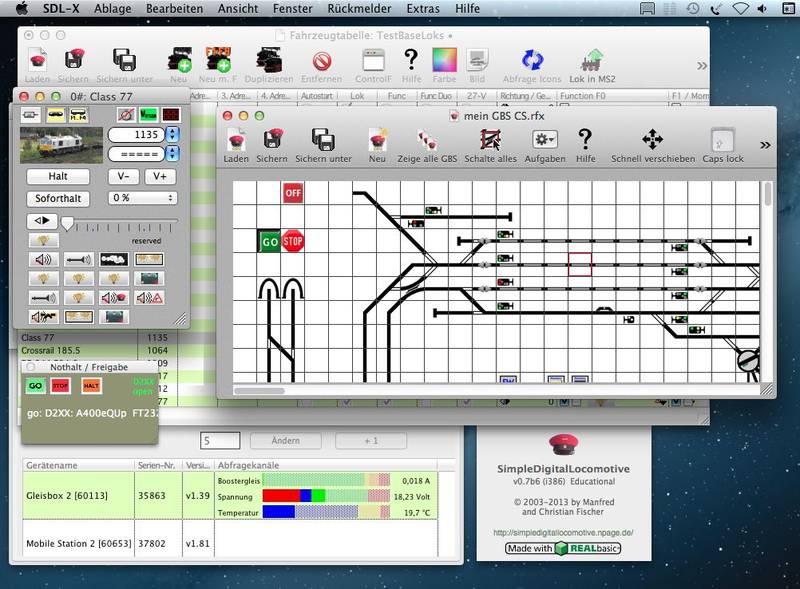 SDL-X Ablage Bearbeiten Ansicht Fenster Rückmelder Extras Hilfe
Fahrzeugtabelle: TestBaseLoks •
Laden Sichern Sichern unter Neu Neu m. F Duplizieren Entfernen ControlF Hilfe Farbe Bild Abfrage Icons Lok in MS2
3. Adre... 4. Adre... Autostart Lok Func Func Duo 27-V Richtung / Ge... Function F0 F1 / Mom
0#: Class 77
1135
=====
Halt V- V+
Soforthalt 0 %
reserved
mein GBS CS.rfx
Laden Sichern Sichern unter Neu Zeige alle GBS Schalte alles Aufgaben Hilfe Schnell verschieben Caps lock
OFF
GO STOP
Class 77 1135
Crossrail 185.5 1064
Nothalt / Freigabe
GO STOP HALT D2XX
open
go: D2XX: A400eQUp FT232
5 Ändern + 1
Gerätename Serien-Nr. Versi... Abfragekanäle
Gleisbox 2 [60113] 35863 v1.39
Boostergleis 0,018 A
Spannung 18,23 Volt
Temperatur 19,7 °C
Mobile Station 2 [60653] 37802 v1.81
SimpleDigitalLocomotive
v0.7b6 (i386) Educational
© 2003-2013 by Manfred
and Christian Fischer
http://simpledigitallocomotive.npage.de/
Made with REALbasic